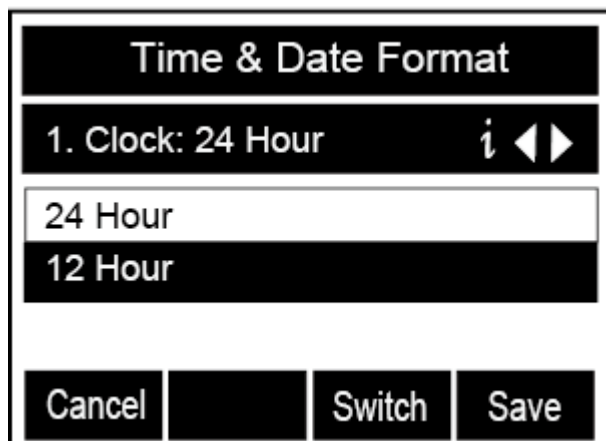 Time & Date Format
1. Clock: 24 Hour i
24 Hour
12 Hour
Cancel Switch Save